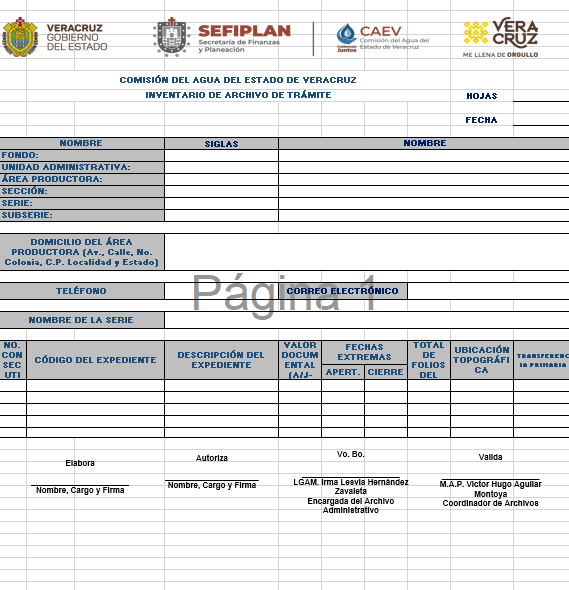 VERACRUZ
GOBIERNO
DEL ESTADO
SEFIPLAN
Secretaría de Finanzas
y Planeación
CAEV
Comisión del Agua del
Estado de Veracruz
Juntos
VERA
CRUZ
ME LLENA DE ORGULLO
COMISIÓN DEL AGUA DEL ESTADO DE VERACRUZ
INVENTARIO DE ARCHIVO DE TRÁMITE
HOJAS
FECHA
NOMBRE SIGLAS NOMBRE
FONDO:
UNIDAD ADMINISTRATIVA:
ÁREA PRODUCTORA:
SECCIÓN:
SERIE:
SUBSERIE:
DOMICILIO DEL ÁREA
PRODUCTORA (Av., Calle, No.
Colonia, C.P. Localidad y Estado)
Página 1
TELÉFONO CORREO ELECTRÓNICO
NOMBRE DE LA SERIE
NO.
CON
SEC
UTI
CÓDIGO DEL EXPEDIENTE
DESCRIPCIÓN DEL
EXPEDIENTE
VALOR
DOCUM
ENTAL
(A/J-
FECHAS
EXTREMAS
APERT. CIERRE
TOTAL
DE
FOLIOS
DEL
UBICACIÓN
TOPOGRÁFI
CA
TRANSFERENC
IA PRIMARIA
Elabora
Nombre, Cargo y Firma
Autoriza
Nombre, Cargo y Firma
Vo. Bo.
LGAM. Irma Lesvia Hernández
Zavaleta
Encargada del Archivo
Administrativo
Valida
M.A.P. Victor Hugo Aguilar
Montoya
Coordinador de Archivos